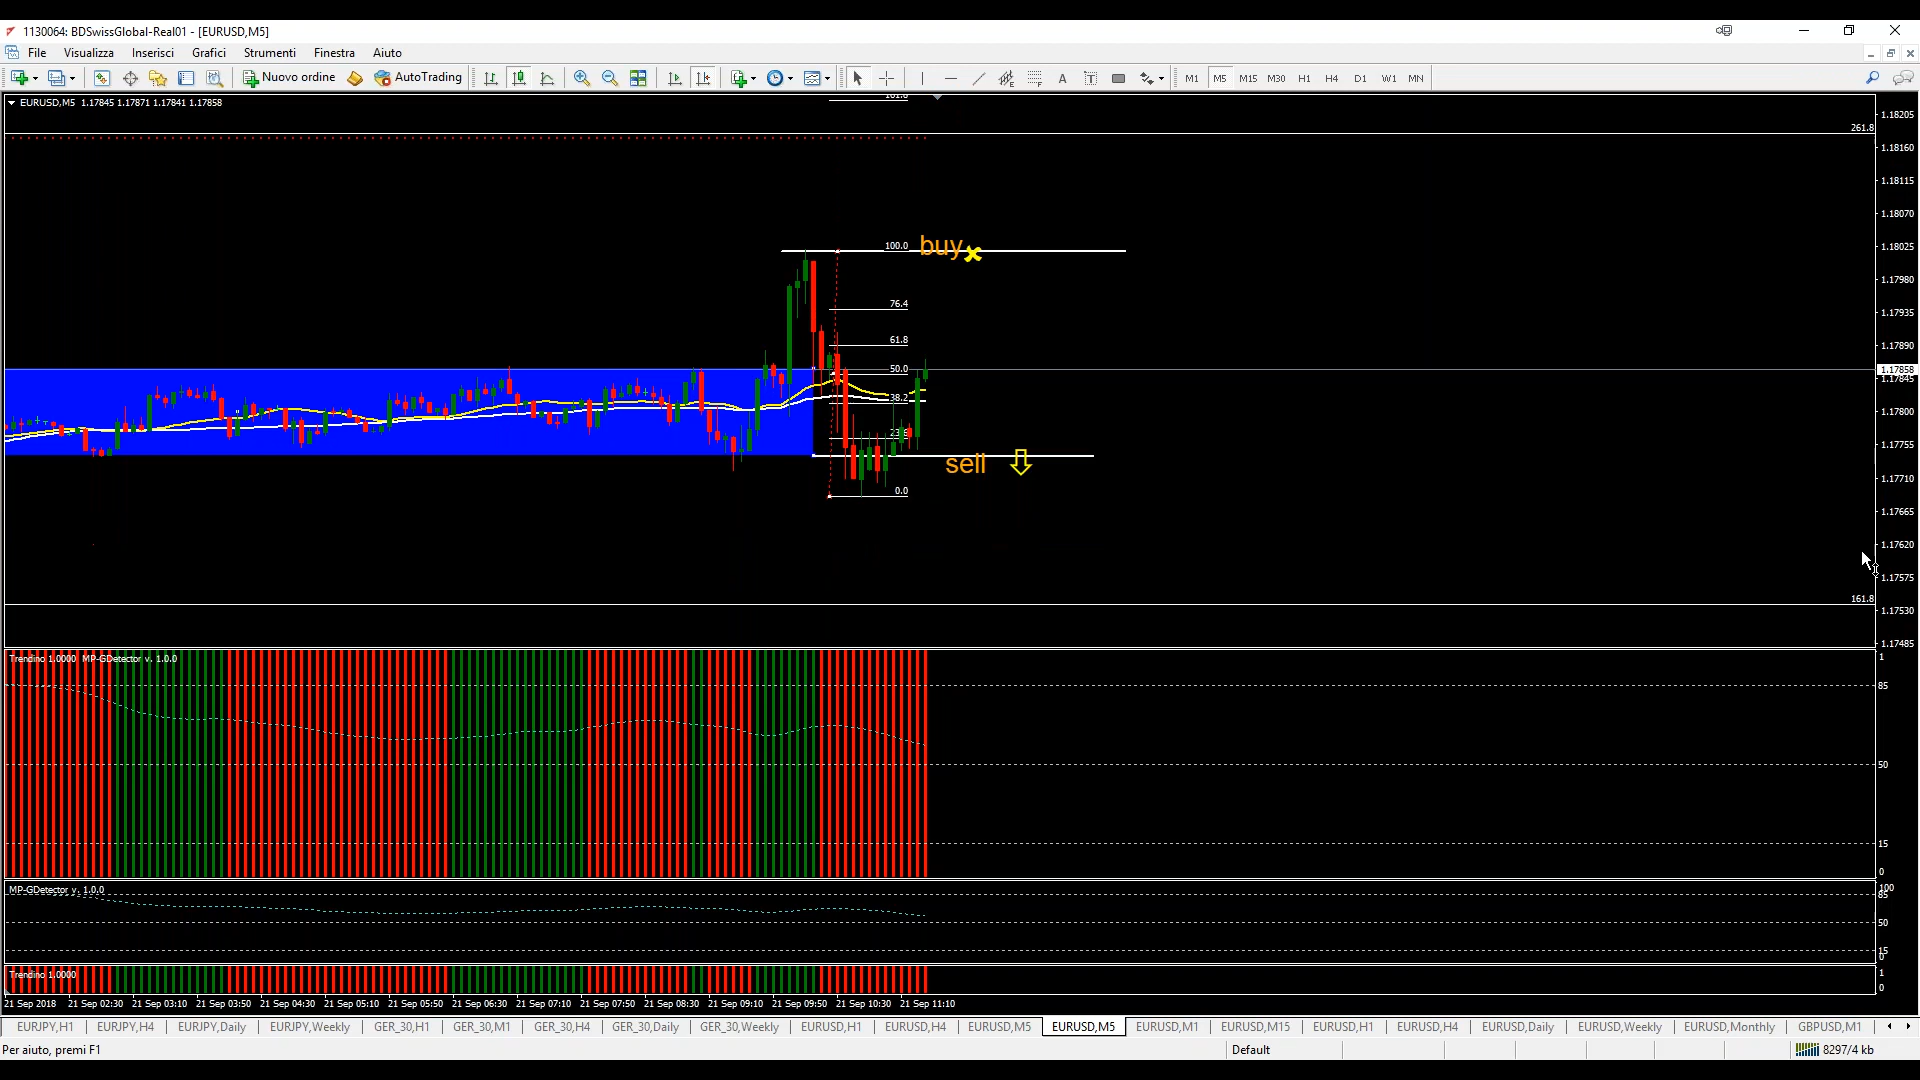 1130064: BDSwissGlobal-Real01 - [EURUSD,M5]
File Visualizza Inserisci Grafici Strumenti Finestra Aiuto
Nuovo ordine AutoTrading A T M1 M5 M15 M30 H1 H4 D1 W1 MN
EURUSD,M5 1.17845 1.17871 1.17841 1.17858
1.18205
261.8
1.18160
1.18115
1.18070
100.0 buy 1.18025
1.17980
76.4
1.17935
61.8 1.17890
50.0 1.17858
1.17845
38.2
1.17800
1.17755
sell
1.17710
0.0
1.17665
1.17620
1.17575
161.8
1.17530
1.17485
Trendino 1.0000 MP-GDetector v. 1.0.0 1
85
50
15
0
MP-GDetector v. 1.0.0 100
85
50
15
0
Trendino 1.0000 1
0
21 Sep 2018 21 Sep 02:30 21 Sep 03:10 21 Sep 03:50 21 Sep 04:30 21 Sep 05:10 21 Sep 05:50 21 Sep 06:30 21 Sep 07:10 21 Sep 07:50 21 Sep 08:30 21 Sep 09:10 21 Sep 09:50 21 Sep 10:30 21 Sep 11:10
EURJPY,H1 EURJPY,H4 EURJPY,Daily EURJPY,Weekly GER_30,H1 GER_30,M1 GER_30,H4 GER_30,Daily GER_30,Weekly EURUSD,H1 EURUSD,H4 EURUSD,M5 EURUSD,M5 EURUSD,M1 EURUSD,M15 EURUSD,H1 EURUSD,H4 EURUSD,Daily EURUSD,Weekly EURUSD,Monthly GBPUSD,M1
Per aiuto, premi F1 Default 8297/4 kb